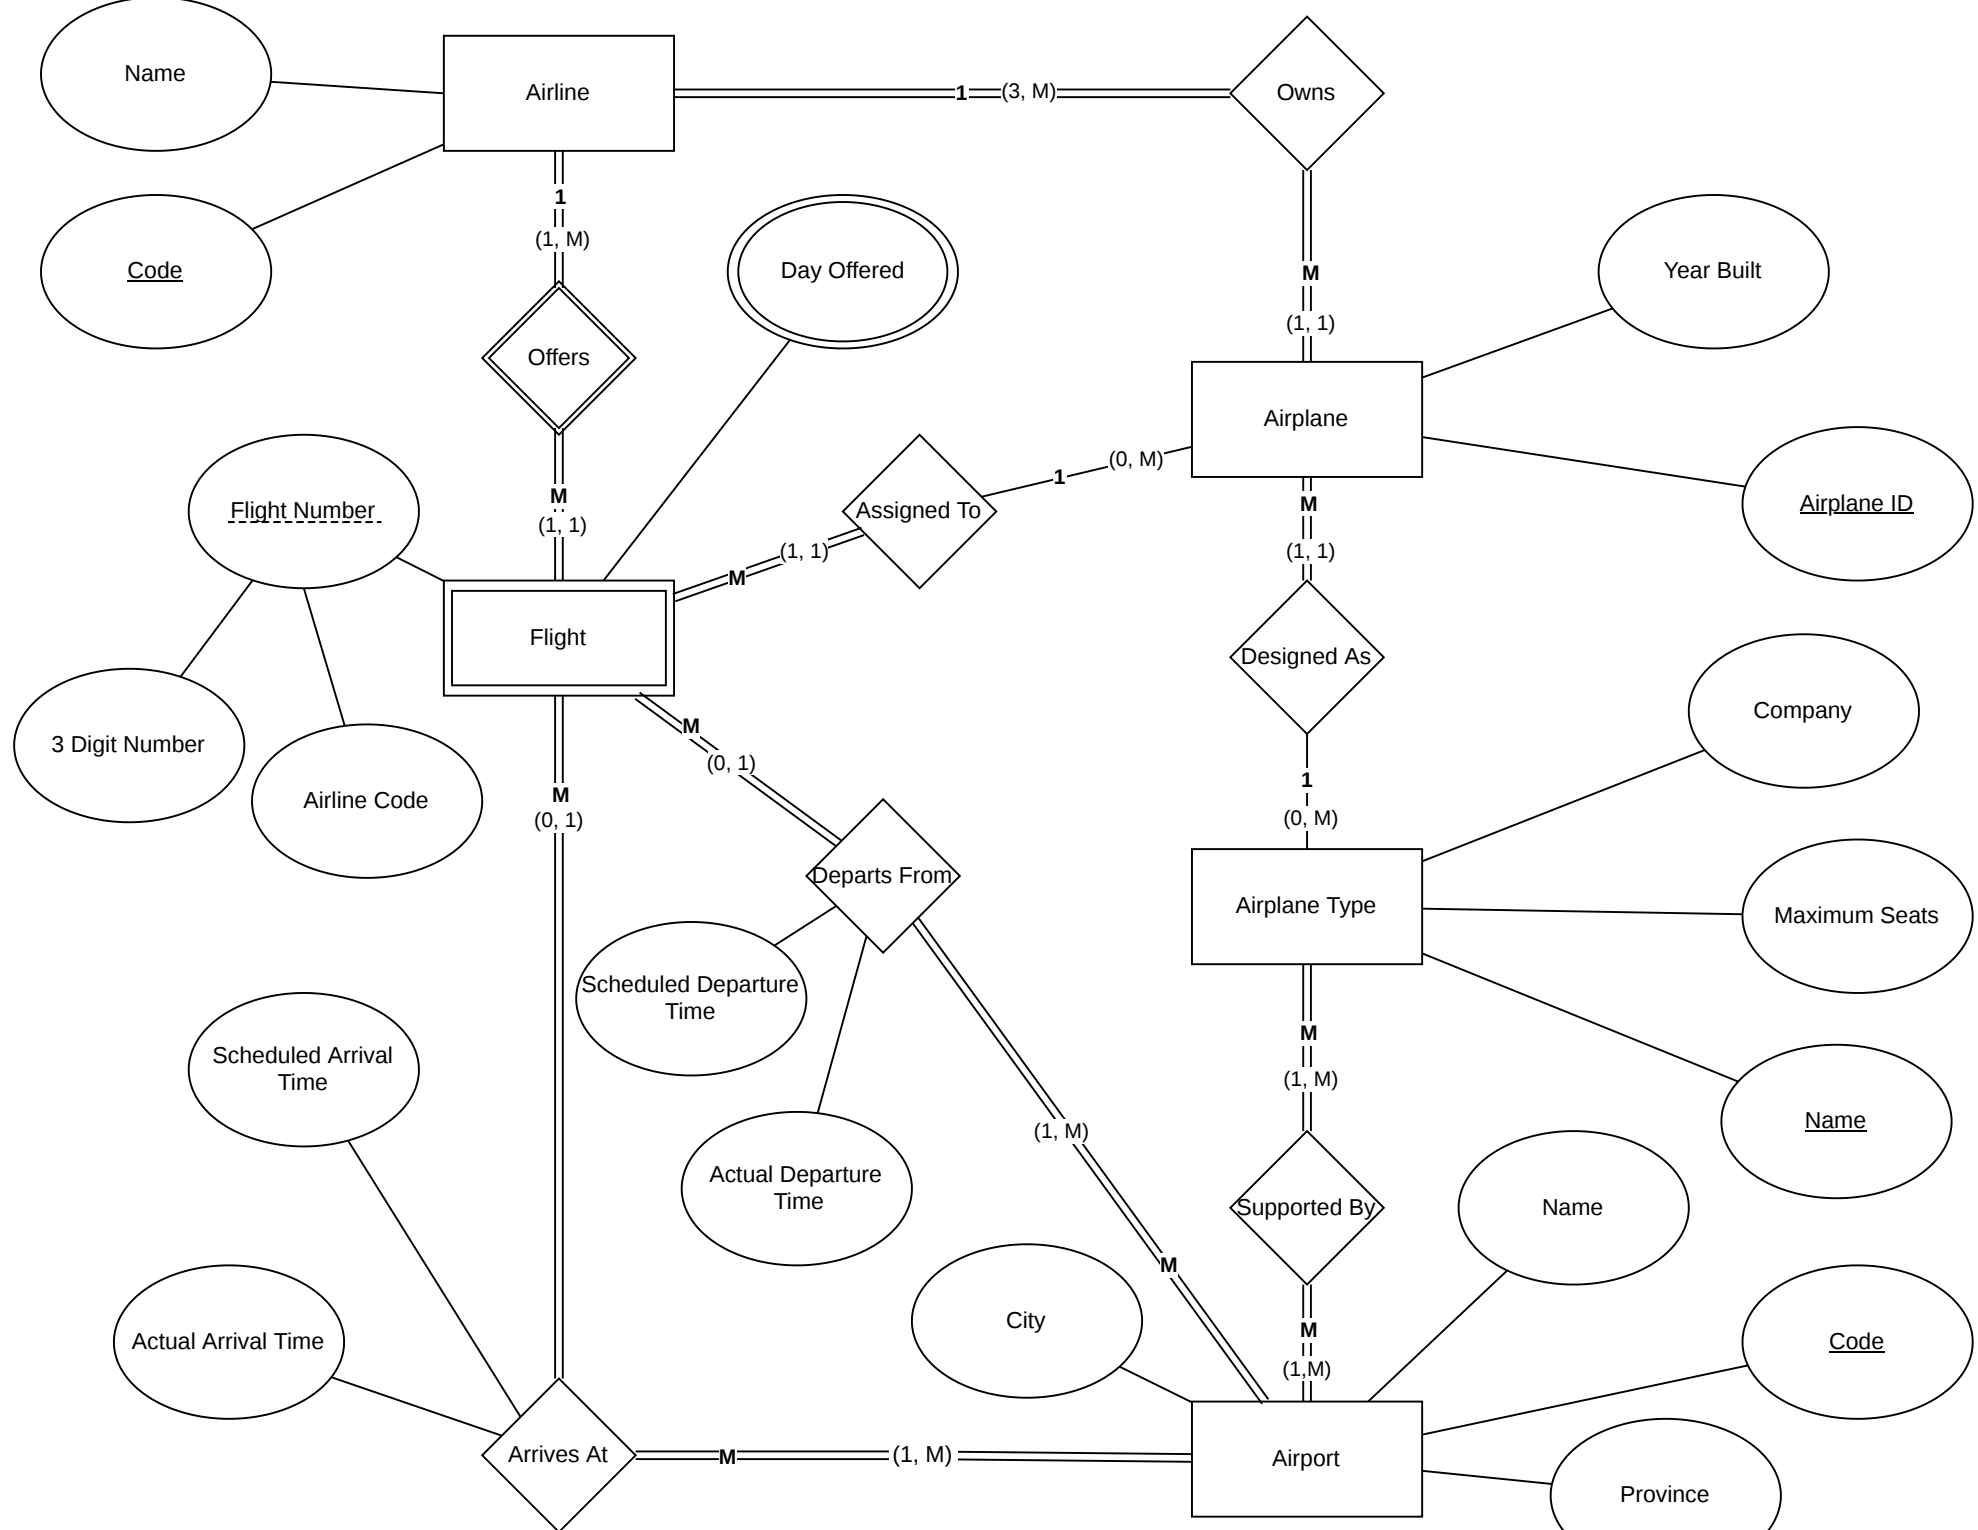 Name
Airline
1
(3, M)
Owns
1
(1, M)
Code
Day Offered
M
(1, 1)
Year Built
Offers
Airplane
M
(1, 1)
Flight Number
Assigned To
1
(0, M)
M
(1, 1)
Airplane ID
M
(1, 1)
Flight
Designed As
3 Digit Number
Airline Code
M
(0, 1)
M
(0, 1)
Company
1
(0, M)
Departs From
Airplane Type
Maximum Seats
Scheduled Departure
Time
Scheduled Arrival
Time
M
(1, M)
(1, M)
Name
Actual Departure
Time
Supported By
Name
M
City
Actual Arrival Time
M
(1,M)
Code
Arrives At
M
(1, M)
Airport
Province